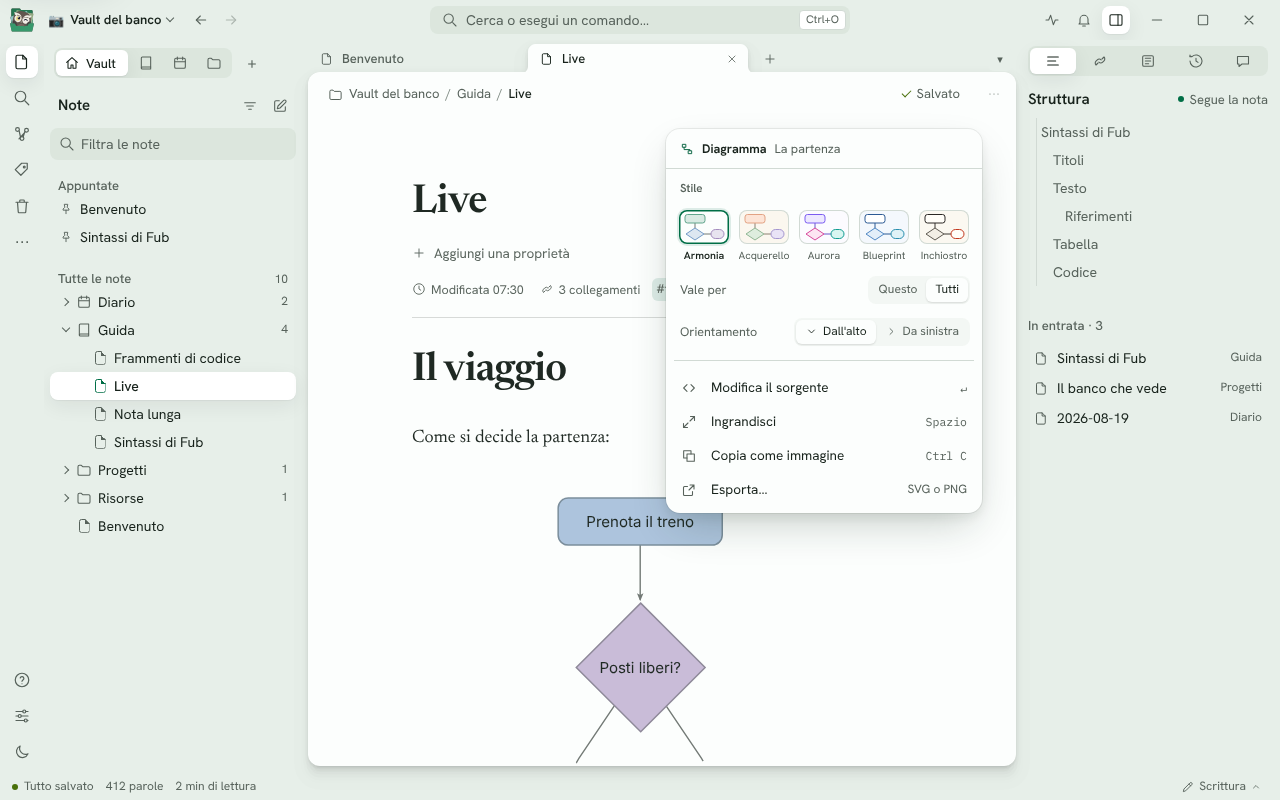 Vault del banco
Cerca o esegui un comando…
Ctrl+O
Vault
Note
Filtra le note
Appuntate
Benvenuto
Sintassi di Fub
Tutte le note 10
Diario 2
Guida 4
Frammenti di codice
Live
Nota lunga
Sintassi di Fub
Progetti 1
Risorse 1
Benvenuto
Benvenuto
Live
Vault del banco / Guida / Live
Salvato
Live
Aggiungi una proprietà
Modificata 07:30
3 collegamenti
Il viaggio
Come si decide la partenza:
Prenota il treno
Posti liberi?
Diagramma La partenza
Stile
Armonia
Acquerello
Aurora
Blueprint
Inchiostro
Vale per
Questo
Tutti
Orientamento
Dall'alto
Da sinistra
Modifica il sorgente ↵
Ingrandisci Spazio
Copia come immagine Ctrl C
Esporta… SVG o PNG
Struttura
Segue la nota
Sintassi di Fub
Titoli
Testo
Riferimenti
Tabella
Codice
In entrata · 3
Sintassi di Fub Guida
Il banco che vede Progetti
2026-08-19 Diario
Tutto salvato 412 parole 2 min di lettura
Scrittura